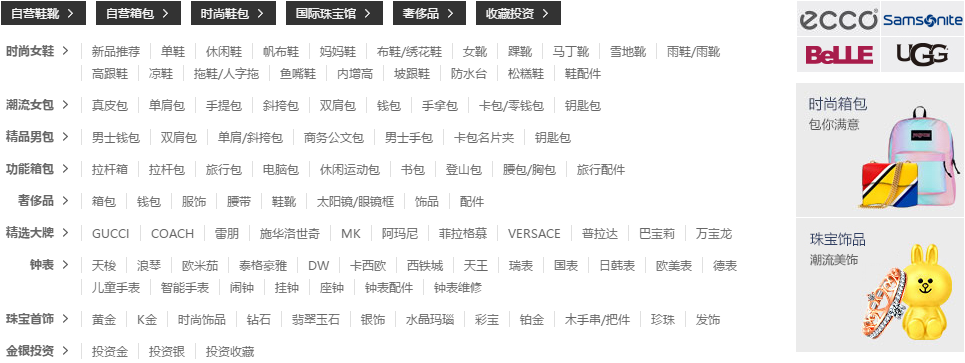 自营鞋靴 > 自营箱包 > 时尚鞋包 > 国际珠宝馆 > 奢侈品 > 收藏投资 >
时尚女鞋 > 新品推荐 单鞋 休闲鞋 帆布鞋 妈妈鞋 布鞋/绣花鞋 女靴 踝靴 马丁靴 雪地靴 雨鞋/雨靴
高跟鞋 凉鞋 拖鞋/人字拖 鱼嘴鞋 内增高 坡跟鞋 防水台 松糕鞋 鞋配件
潮流女包 > 真皮包 单肩包 手提包 斜挎包 双肩包 钱包 手拿包 卡包/零钱包 钥匙包
精品男包 > 男士钱包 双肩包 单肩/斜挎包 商务公文包 男士手包 卡包名片夹 钥匙包
功能箱包 > 拉杆箱 拉杆包 旅行包 电脑包 休闲运动包 书包 登山包 腰包/胸包 旅行配件
奢侈品 > 箱包 钱包 服饰 腰带 鞋靴 太阳镜/眼镜框 饰品 配件
精选大牌 > GUCCI COACH 雷朋 施华洛世奇 MK 阿玛尼 菲拉格慕 VERSACE 普拉达 巴宝莉 万宝龙
钟表 > 天梭 浪琴 欧米茄 泰格豪雅 DW 卡西欧 西铁城 天王 瑞表 国表 日韩表 欧美表 德表
儿童手表 智能手表 闹钟 挂钟 座钟 钟表配件 钟表维修
珠宝首饰 > 黄金 K金 时尚饰品 钻石 翡翠玉石 银饰 水晶玛瑙 彩宝 铂金 木手串/把件 珍珠 发饰
金银投资 > 投资金 投资银 投资收藏
ecco Samsonite
BeLLE UGG
时尚箱包
包你满意
JANSPORT
珠宝饰品
潮流美饰